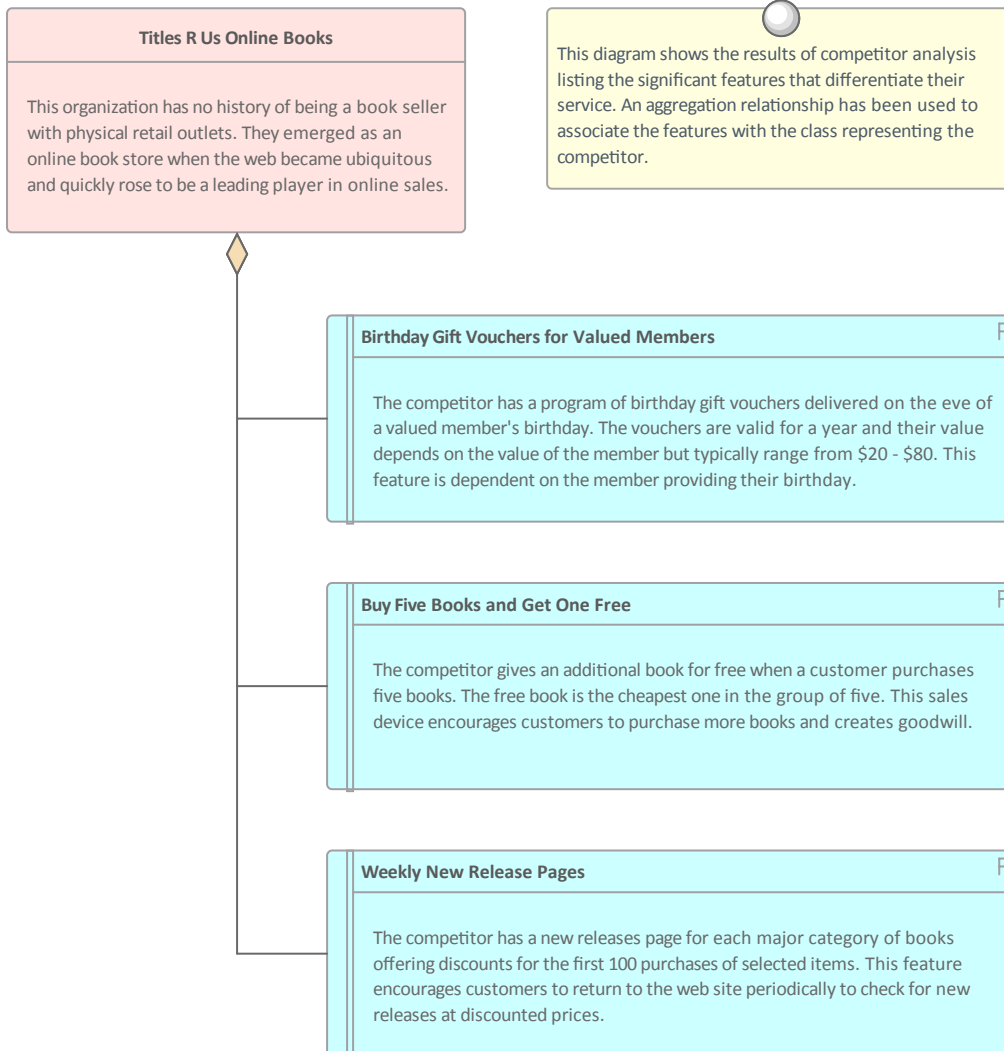 Titles R Us Online Books
This organization has no history of being a book seller
with physical retail outlets. They emerged as an
online book store when the web became ubiquitous
and quickly rose to be a leading player in online sales.
This diagram shows the results of competitor analysis
listing the significant features that differentiate their
service. An aggregation relationship has been used to
associate the features with the class representing the
competitor.
Birthday Gift Vouchers for Valued Members
The competitor has a program of birthday gift vouchers delivered on the eve of
a valued member's birthday. The vouchers are valid for a year and their value
depends on the value of the member but typically range from $20 - $80. This
feature is dependent on the member providing their birthday.
Buy Five Books and Get One Free
The competitor gives an additional book for free when a customer purchases
five books. The free book is the cheapest one in the group of five. This sales
device encourages customers to purchase more books and creates goodwill.
Weekly New Release Pages
The competitor has a new releases page for each major category of books
offering discounts for the first 100 purchases of selected items. This feature
encourages customers to return to the web site periodically to check for new
releases at discounted prices.